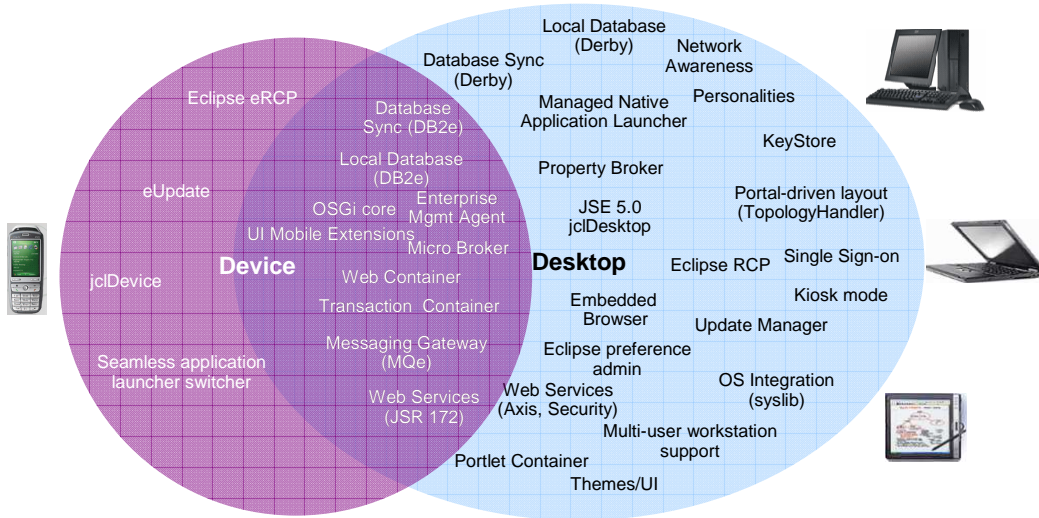 Eclipse eRCP
eUpdate
jclDevice
Seamless application
launcher switcher
Device
Database
Sync (DB2e)
Local Database
(DB2e)
OSGi core
Enterprise
Mgmt Agent
UI Mobile Extensions
Micro Broker
Web Container
Transaction Container
Messaging Gateway
(MQe)
Web Services
(JSR 172)
Desktop
Local Database
(Derby)
Database Sync
(Derby)
Network
Awareness
Managed Native
Application Launcher
Personalities
KeyStore
Property Broker
Portal-driven layout
(TopologyHandler)
JSE 5.0
jclDesktop
Eclipse RCP
Single Sign-on
Kiosk mode
Embedded
Browser
Update Manager
Eclipse preference
admin
OS Integration
(syslib)
Web Services
(Axis, Security)
Multi-user workstation
support
Portlet Container
Themes/UI